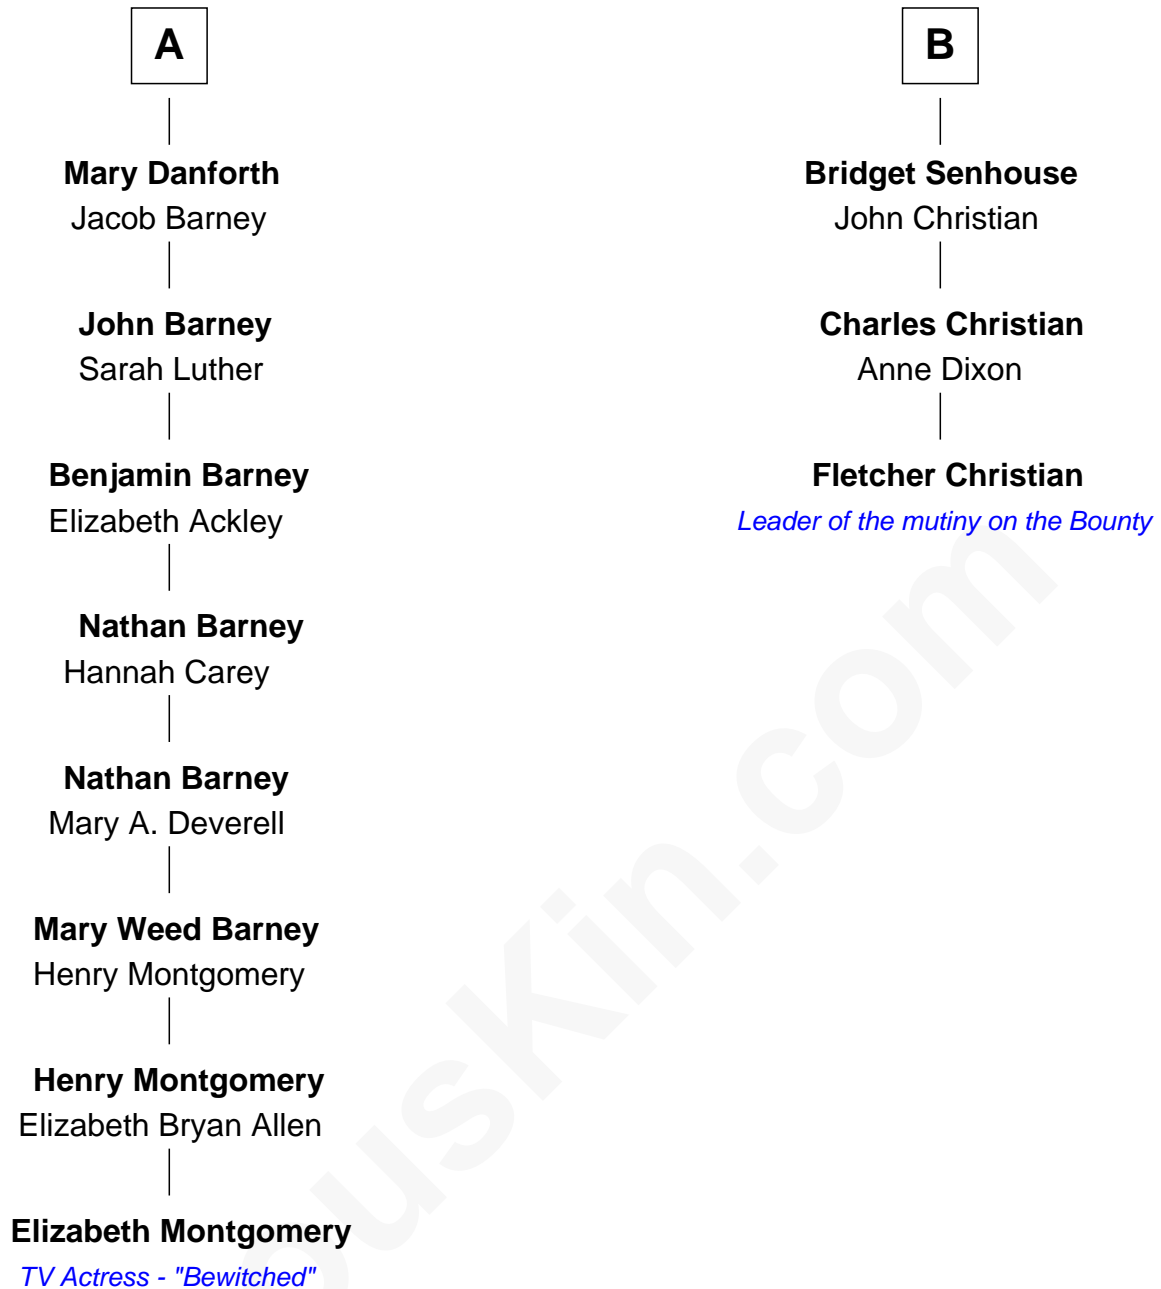 A
Mary Danforth
Jacob Barney
John Barney
Sarah Luther
Benjamin Barney
Elizabeth Ackley
Nathan Barney
Hannah Carey
Nathan Barney
Mary A. Deverell
Mary Weed Barney
Henry Montgomery
Henry Montgomery
Elizabeth Bryan Allen
Elizabeth Montgomery
TV Actress - "Bewitched"
B
Bridget Senhouse
John Christian
Charles Christian
Anne Dixon
Fletcher Christian
Leader of the mutiny on the Bounty
ousKin.com